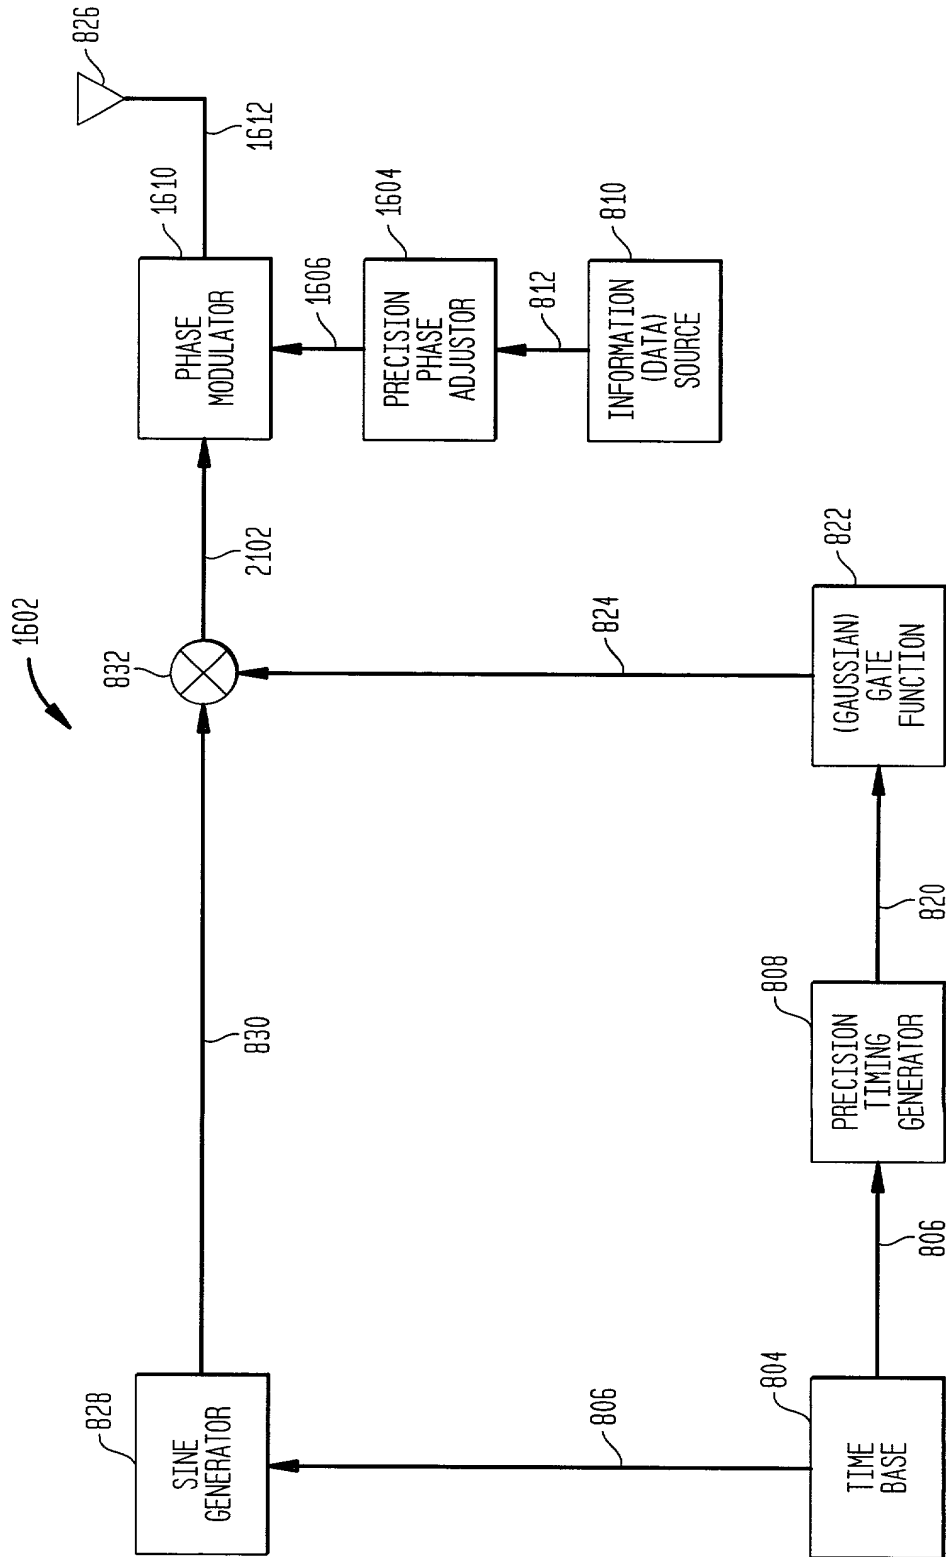 1602
826
1612
1610
PHASE
MODULATOR
1606
1604
PRECISION
PHASE
ADJUSTOR
812
810
INFORMATION
(DATA)
SOURCE
2102
832
824
822
(GAUSSIAN)
GATE
FUNCTION
830
820
808
PRECISION
TIMING
GENERATOR
806
828
SINE
GENERATOR
806
804
TIME
BASE